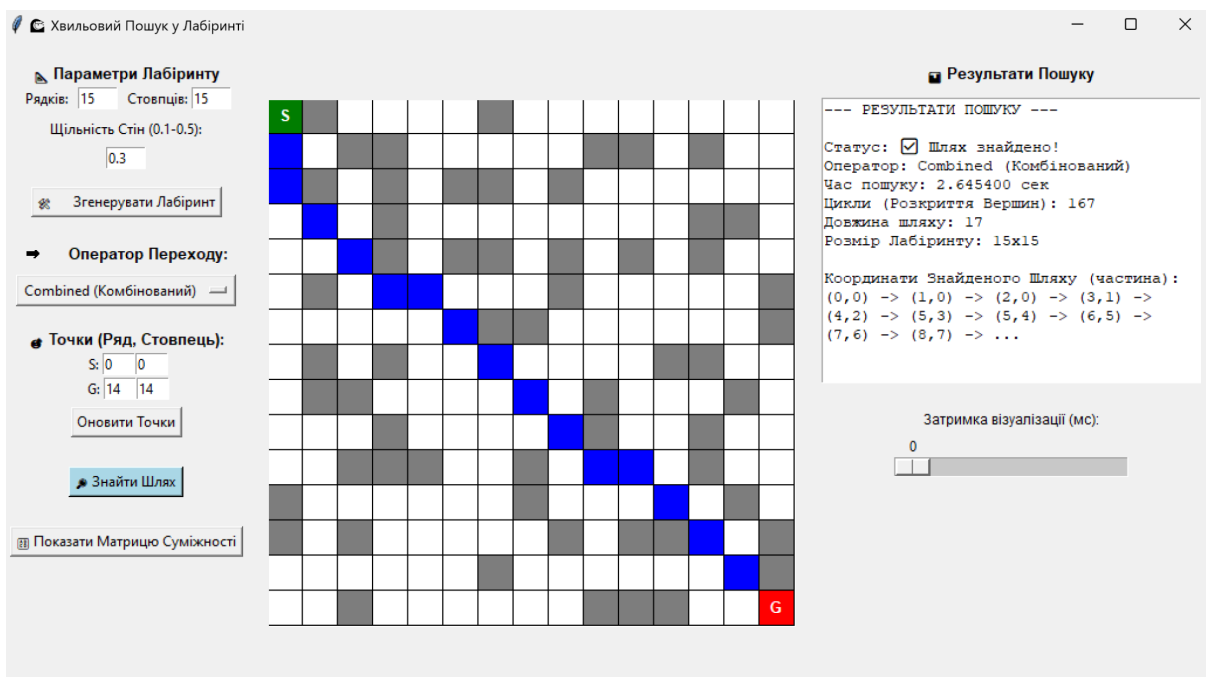 Хвильовий Пошук у Лабіринті
Параметри Лабіринту
Рядків: 15 Стовпців: 15
Щільність Стін (0.1-0.5):
0.3
Згенерувати Лабіринт
Оператор Переходу:
Combined (Комбінований)
Точки (Ряд, Стовпець):
S: 0 0
G: 14 14
Оновити Точки
Знайти Шлях
Показати Матрицю Суміжності
S
G
Результати Пошуку
--- РЕЗУЛЬТАТИ ПОШУКУ ---
Статус: ☑ Шлях знайдено!
Оператор: Combined (Комбінований)
Час пошуку: 2.645400 сек
Цикли (Розкриття Вершин): 167
Довжина шляху: 17
Розмір Лабіринту: 15x15
Координати Знайденого Шляху (частина):
(0,0) -> (1,0) -> (2,0) -> (3,1) ->
(4,2) -> (5,3) -> (5,4) -> (6,5) ->
(7,6) -> (8,7) -> ...
Затримка візуалізації (мс):
0